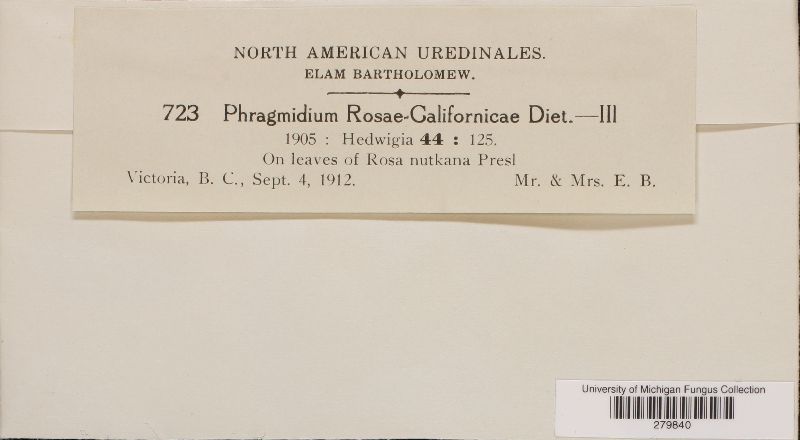 NORTH AMERICAN UREDINALES.
ELAM BARTHOLOMEW.
723 Phragmidium Rosae-Californicae Diet.—III
1905 : Hedwigia 44 : 125.
On leaves of Rosa nutkana Presl
Victoria, B. C., Sept. 4, 1912. Mr. & Mrs. E. B.
University of Michigan Fungus Collection
279840